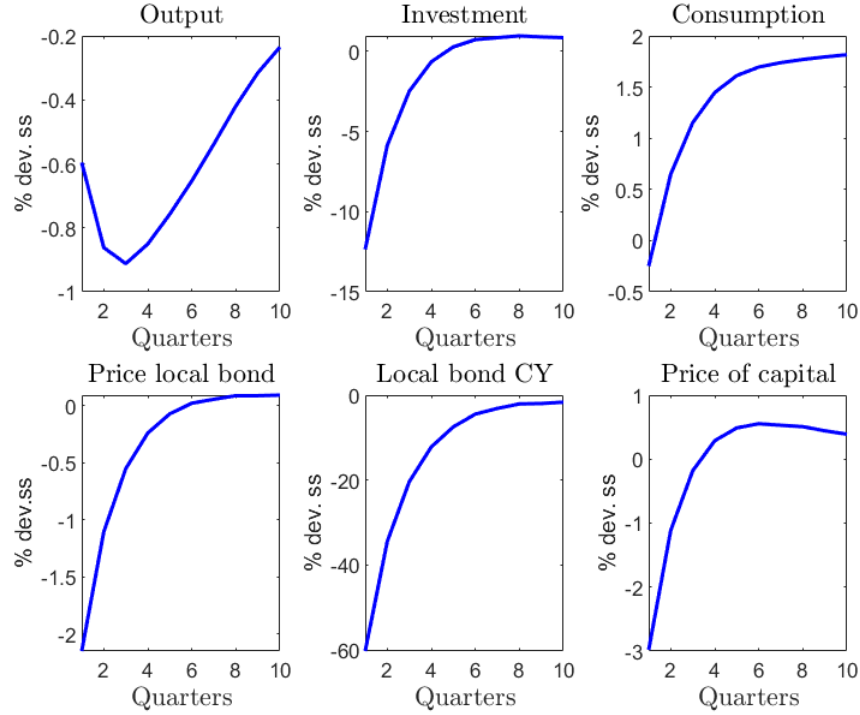 Output
Investment
Consumption
% dev. ss
-0.2
-0.4
-0.6
-0.8
-1
2 4 6 8 10
Quarters
% dev. ss
0
-5
-10
-15
2 4 6 8 10
Quarters
% dev. ss
2
1.5
1
0.5
0
-0.5
2 4 6 8 10
Quarters
Price local bond
Local bond CY
Price of capital
% dev.ss
0
-0.5
-1
-1.5
-2
2 4 6 8 10
Quarters
% dev. ss
0
-20
-40
-60
2 4 6 8 10
Quarters
% dev. ss
1
0
-1
-2
-3
2 4 6 8 10
Quarters